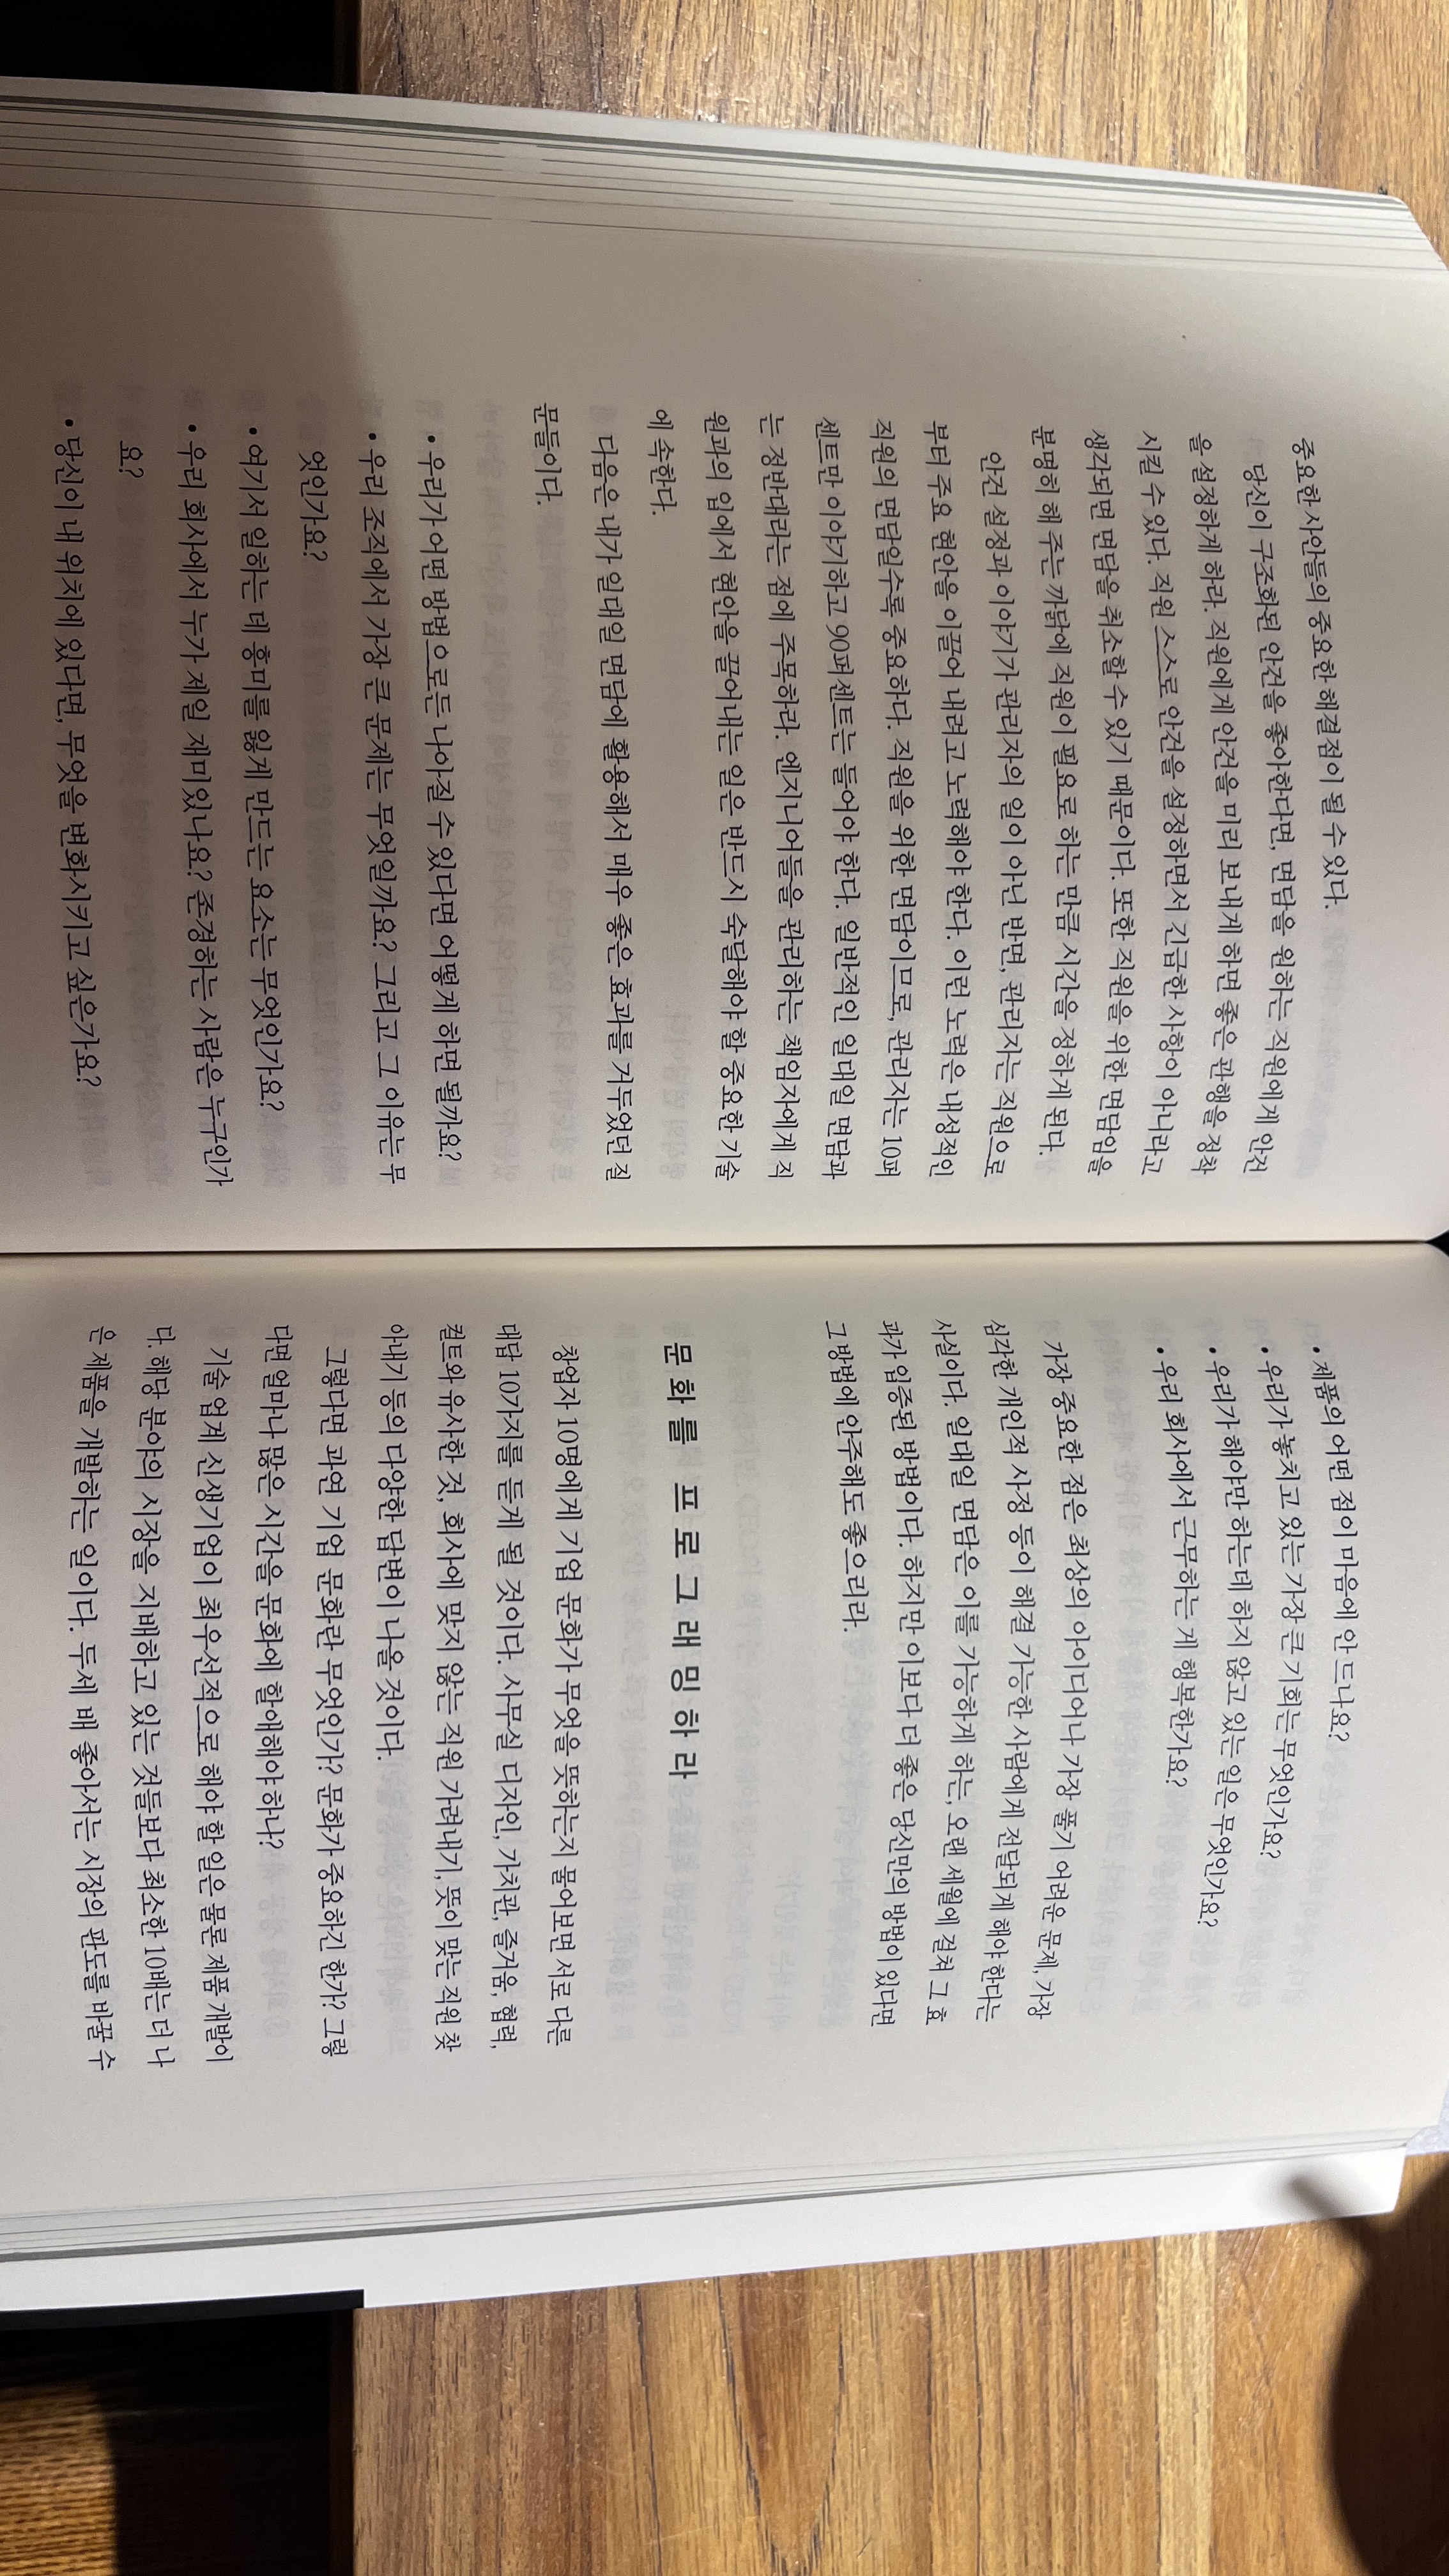 중요한 사안들의 중요한 해결점이 될 수 있다.
당신이 구조화된 안건을 좋아한다면, 면담을 원하는 직원에게 안건
을 설정하게 하라. 직원에게 안건을 미리 보내게 하면 좋은 관행을 정착
시킬 수 있다. 직원 스스로 안건을 설정하면서 긴급한 사항이 아니라고
생각되면 면담을 취소할 수 있기 때문이다. 또한 직원을 위한 면담임을
분명히 해 주는 까닭에 직원이 필요로 하는 만큼 시간을 정하게 된다.
안건 설정과 이야기가 관리자의 일이 아닌 반면, 관리자는 직원으로
부터 주요 현안을 이끌어 내려고 노력해야 한다. 이런 노력은 내성적인
직원의 면담일수록 중요하다. 직원을 위한 면담이므로, 관리자는 10퍼
센트만 이야기하고 90퍼센트는 들어야 한다. 일반적인 일대일 면담과
는 정반대라는 점에 주목하라. 엔지니어들을 관리하는 책임자에게 직
원과의 입에서 현안을 끌어내는 일은 반드시 숙달해야 할 중요한 기술
에 속한다.
다음은 내가 일대일 면담에 활용해서 매우 좋은 효과를 거두었던 질
문들이다.
• 우리가 어떤 방법으로든 나아질 수 있다면 어떻게 하면 될까요?
• 우리 조직에서 가장 큰 문제는 무엇일까요? 그리고 그 이유는 무
엇인가요?
• 여기서 일하는 데 흥미를 잃게 만드는 요소는 무엇인가요?
• 우리 회사에서 누가 제일 재미있나요? 존경하는 사람은 누구인가
요?
• 당신이 내 위치에 있다면, 무엇을 변화시키고 싶은가요?
• 제품의 어떤 점이 마음에 안 드나요?
• 우리가 놓치고 있는 가장 큰 기회는 무엇인가요?
• 우리가 해야만 하는데 하지 않고 있는 일은 무엇인가요?
• 우리 회사에서 근무하는 게 행복한가요?
가장 중요한 점은 최상의 아이디어나 가장 풀기 어려운 문제, 가장
심각한 개인적 사정 등이 해결 가능한 사람에게 전달되게 해야 한다는
사실이다. 일대일 면담은 이를 가능하게 하는, 오랜 세월에 걸쳐 그 효
과가 입증된 방법이다. 하지만 이보다 더 좋은 당신만의 방법이 있다면
그 방법에 안주해도 좋으리라.
문화를 프로그래밍하라
창업자 10명에게 기업 문화가 무엇을 뜻하는지 물어보면 서로 다른
대답 10가지를 듣게 될 것이다. 사무실 디자인, 가치관, 즐거움, 협력,
컬트와 유사한 것, 회사에 맞지 않는 직원 가려내기, 뜻이 맞는 직원 찾
아내기 등의 다양한 답변이 나올 것이다.
그렇다면 과연 기업 문화란 무엇인가? 문화가 중요하긴 한가? 그렇
다면 얼마나 많은 시간을 문화에 할애해야 하나?
기술 업계 신생기업이 최우선적으로 해야 할 일은 물론 제품 개발이
다. 해당 분야의 시장을 지배하고 있는 것들보다 최소한 10배는 더 나
은 제품을 개발하는 일이다. 두세 배 좋아서는 시장의 판도를 바꿀 수